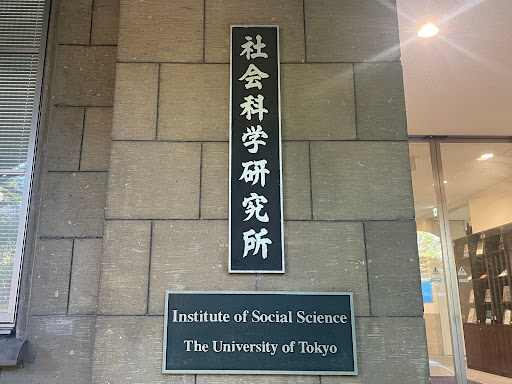 社会科学研究所
Institute of Social Science
The University of Tokyo